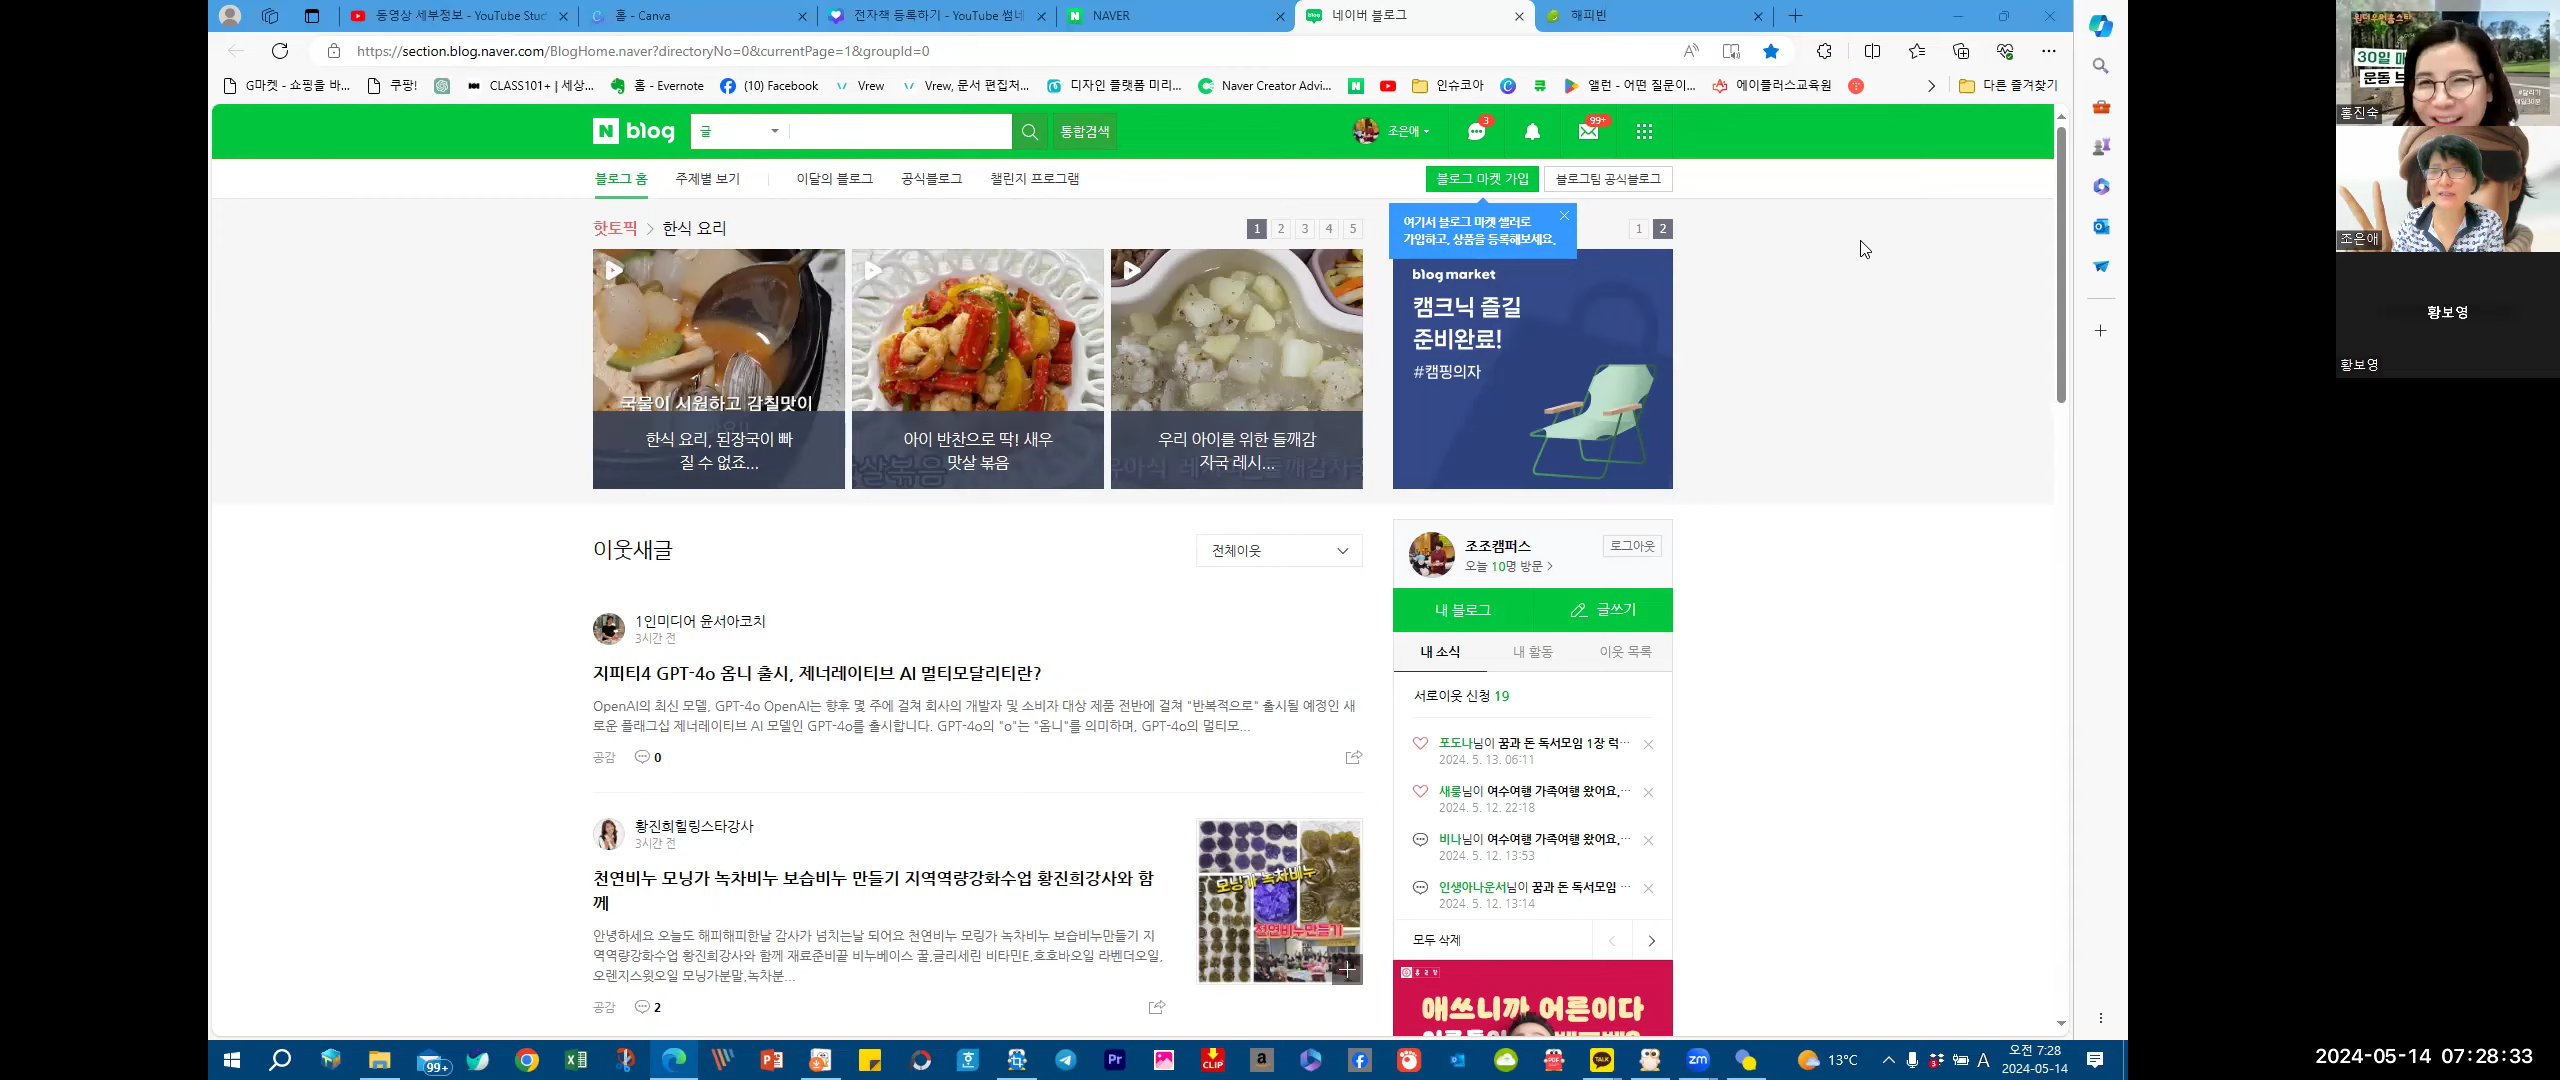 동영상 세부정보 - YouTube Stuc
홈 - Canva
전자책 등록하기 - YouTube 썸네
NAVER
네이버 블로그
해피빈
https://section.blog.naver.com/BlogHome.naver?directoryNo=0&currentPage=1&groupId=0
G마켓 - 쇼핑을 바...
쿠팡!
CLASS101+ | 세상...
홈 - Evernote
(10) Facebook
Vrew
Vrew, 문서 편집처...
디자인 플랫폼 미리...
Naver Creator Advi...
인슈코아
앨런 - 어떤 질문이...
에이플러스교육원
다른 즐겨찾기
N blog
글
통합검색
조은애
3
99+
블로그 홈
주제별 보기
이달의 블로그
공식블로그
챌린지 프로그램
블로그 마켓 가입
블로그팀 공식블로그
여기서 블로그 마켓 셀러로
가입하고, 상품을 등록해보세요.
핫토픽 > 한식 요리
1 2 3 4 5
1 2
국물이 시원하고 감칠맛이
한식 요리, 된장국이 빠
질 수 없죠...
아이 반찬으로 딱! 새우
맛살 볶음
우리 아이를 위한 들깨감
자국 레시...
blog market
캠크닉 즐길
준비완료!
#캠핑의자
이웃새글
전체이웃
1인미디어 윤서아코치
3시간 전
지피티4 GPT-4o 옴니 출시, 제너레이티브 AI 멀티모달리티란?
OpenAI의 최신 모델, GPT-4o OpenAI는 향후 몇 주에 걸쳐 회사의 개발자 및 소비자 대상 제품 전반에 걸쳐 "반복적으로" 출시될 예정인 새
로운 플래그십 제너레이티브 AI 모델인 GPT-4o를 출시합니다. GPT-4o의 "o"는 "옴니"를 의미하며, GPT-4o의 멀티모...
공감 0
황진희힐링스타강사
3시간 전
천연비누 모닝가 녹차비누 보습비누 만들기 지역역량강화수업 황진희강사와 함
께
안녕하세요 오늘도 해피해피한날 감사가 넘치는날 되어요 천연비누 모링가 녹차비누 보습비누만들기 지
역역량강화수업 황진희강사와 함께 재료준비끝 비누베이스 꿀,글리세린 비타민E,호호바오일 라벤더오일,
오렌지스윗오일 모닝가분말,녹차분...
공감 2
모닝가 녹차비누
천연비누만들기
조조캠퍼스
로그아웃
오늘 10명 방문 >
내 블로그
글쓰기
내 소식
내 활동
이웃 목록
서로이웃 신청 19
포도나님이 꿈과 돈 독서모임 1장 럭...
2024. 5. 13. 06:11
새롱님이 여수여행 가족여행 왔어요,...
2024. 5. 12. 22:18
비나님이 여수여행 가족여행 왔어요,...
2024. 5. 12. 13:53
인생아나운서님이 꿈과 돈 독서모임 ...
2024. 5. 12. 13:14
모두 삭제
애쓰니까 어른이다
99+
Pr
CLIP
a
zm
13°C
A
오전 7:28
2024-05-14
30일 매
운동 브
홍진숙
조은애
황보영
황보영
2024-05-14 07:28:33